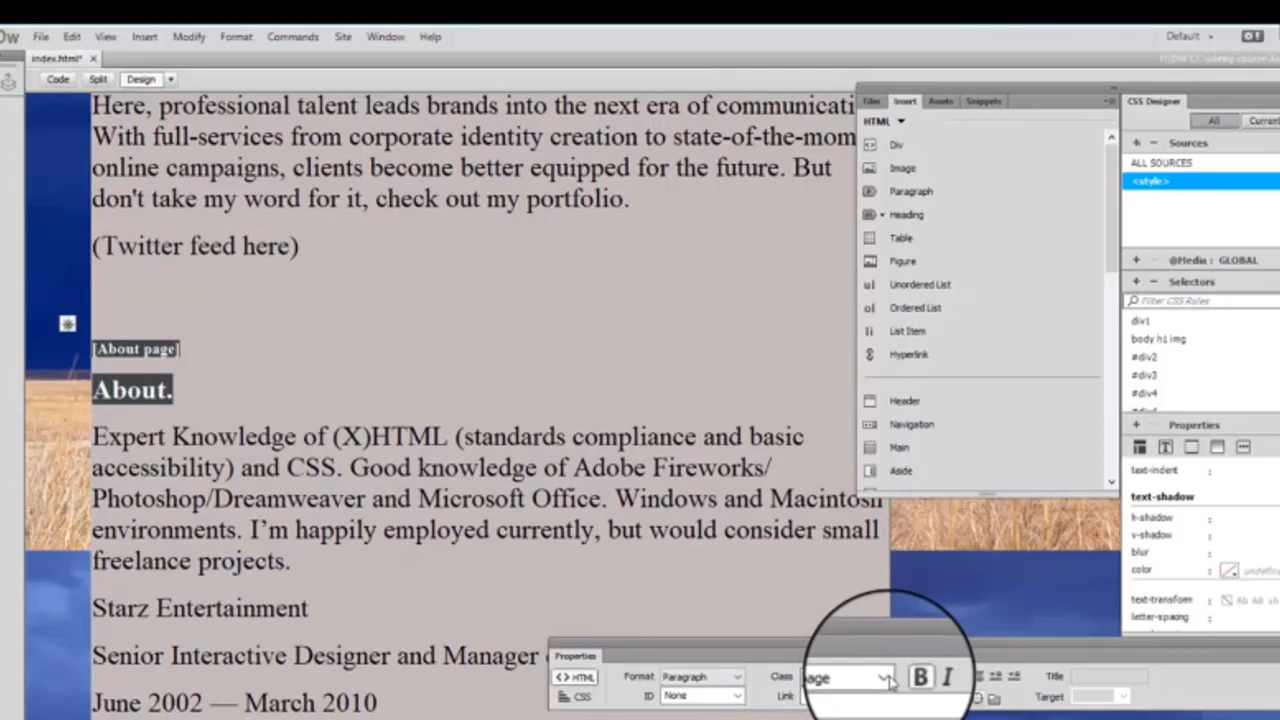 Dw File Edit View Insert Modify Format Commands Site Window Help Default
index.html* ×
Code Split Design
Here, professional talent leads brands into the next era of communicati
With full-services from corporate identity creation to state-of-the-mom
online campaigns, clients become better equipped for the future. But
don't take my word for it, check out my portfolio.
(Twitter feed here)
[About page]
About.
Expert Knowledge of (X)HTML (standards compliance and basic
accessibility) and CSS. Good knowledge of Adobe Fireworks/
Photoshop/Dreamweaver and Microsoft Office. Windows and Macintosh
environments. I'm happily employed currently, but would consider small
freelance projects.
Starz Entertainment
Senior Interactive Designer and Manager
June 2002 — March 2010
Files Insert Assets Snippets
HTML
Div
Image
Paragraph
Heading
Table
Figure
ul Unordered List
ol Ordered List
li List Item
Hyperlink
Header
Navigation
Main
Aside
CSS Designer
All Current
+ − Sources
ALL SOURCES
<style>
+ − @Media : GLOBAL
+ − Selectors
Filter CSS Rules
div1
body h1 img
#div2
#div3
#div4
+ Properties
text-indent :
text-shadow
h-shadow :
v-shadow :
blur :
color : undefine
text-transform : Ab AB ab
letter-spacing :
Properties
<> HTML Format Paragraph Class page B I Title
CSS ID None Link Target